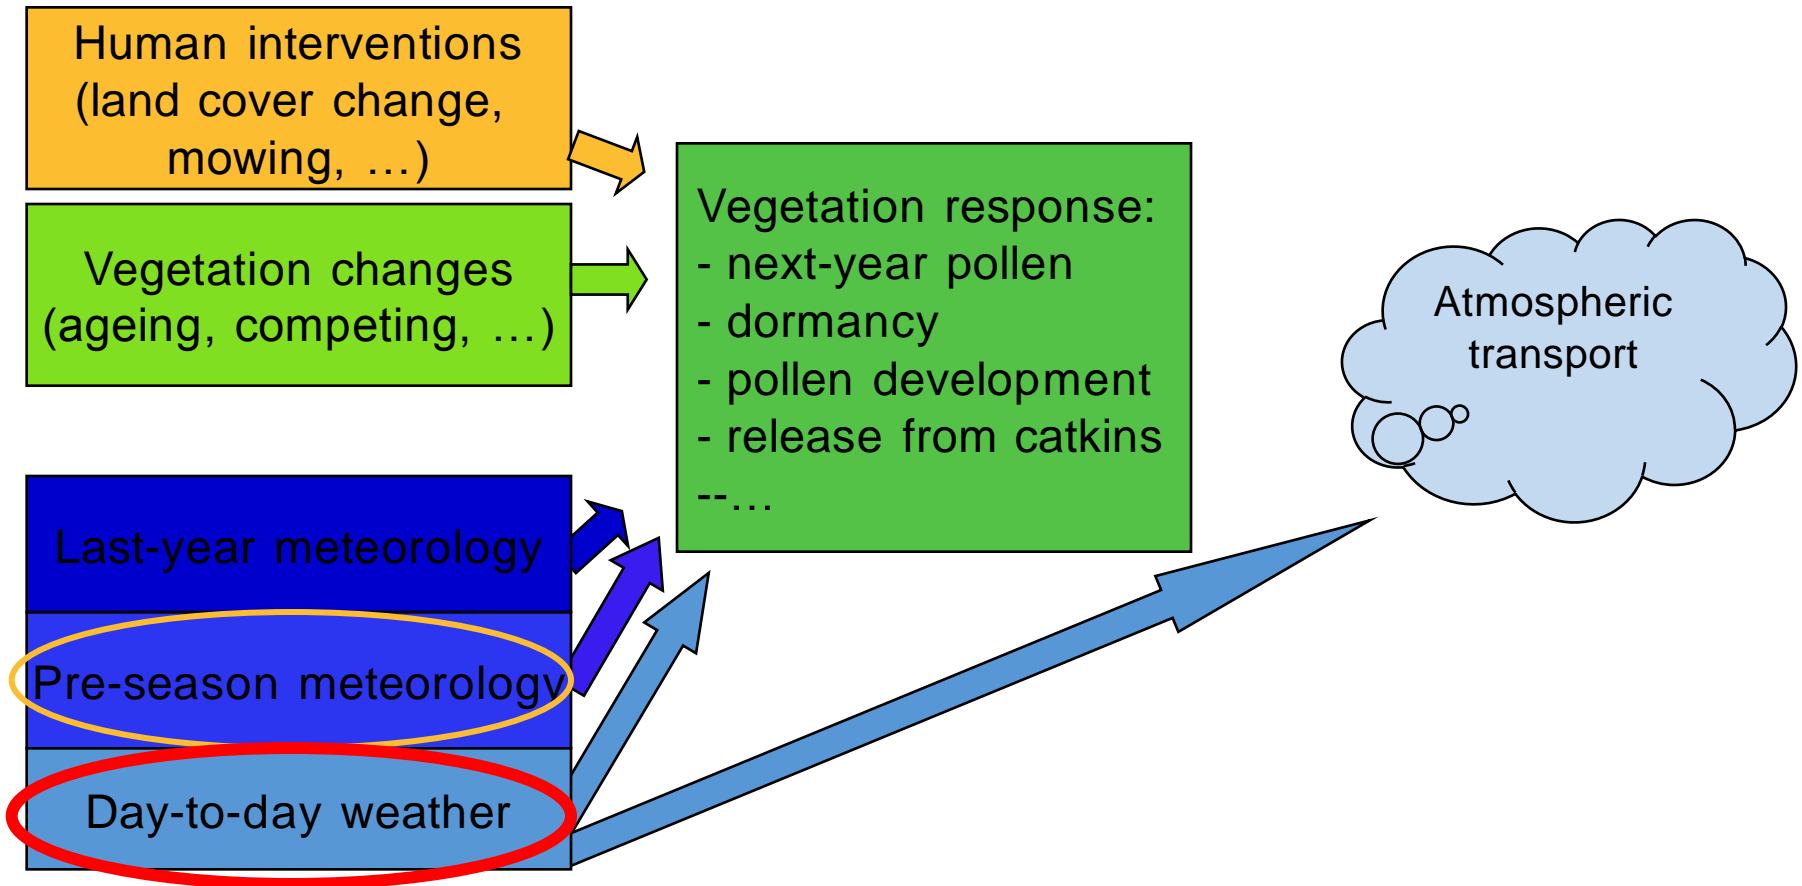 Human interventions
(land cover change,
mowing, …)
Vegetation changes
(ageing, competing, …)
Vegetation response:
- next-year pollen
- dormancy
- pollen development
- release from catkins
--…
Atmospheric
transport
Last-year meteorology
Pre-season meteorology
Day-to-day weather